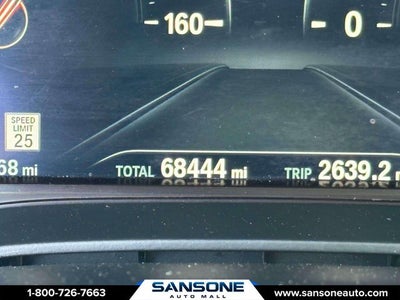 160
0
SPEED
LIMIT
25
68 mi TOTAL 68444 mi TRIP 2639.2 m
1-800-726-7663 SANSONE AUTO MALL www.sansoneauto.com